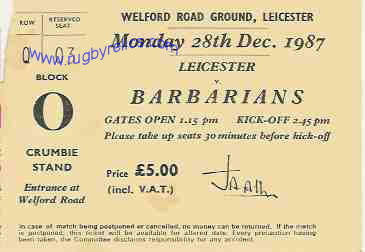 WELFORD ROAD GROUND, LEICESTER
ROW
RESERVED SEAT
Monday 28th Dec. 1987
www.rugbyrelics.com
LEICESTER
v.
BARBARIANS
BLOCK
O
GATES OPEN 1.15 pm KICK-OFF 2.45 pm
Please take up seats 30 minutes before kick-off
CRUMBIE
STAND
Entrance at
Welford Road
Price £5.00
(incl. V.A.T.)
In case of match being postponed or cancelled, no money can be returned. If the match
is postponed, this ticket will be available for altered date. Every precaution having
been taken, the Committee disclaims responsibility for any accident.